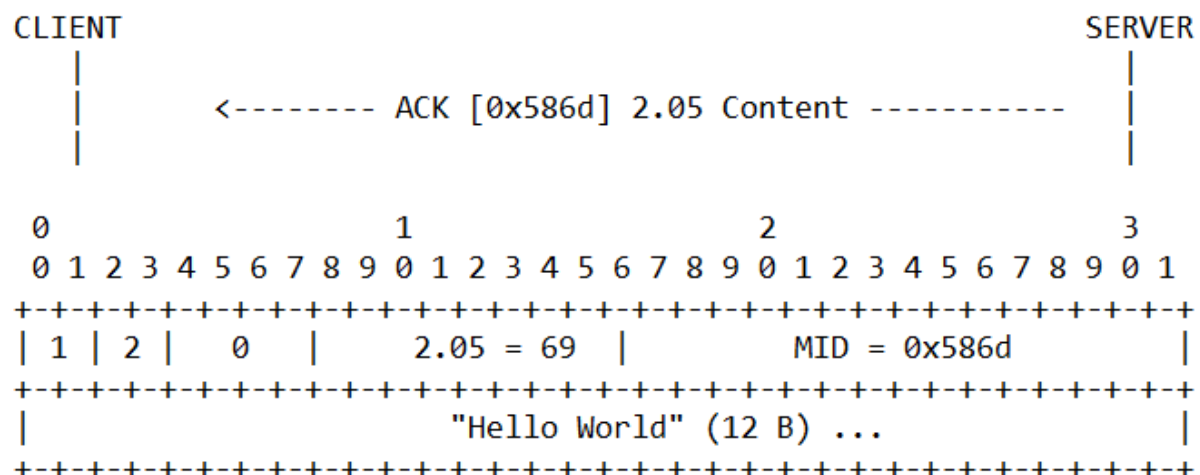 CLIENT                                                     SERVER
   |                                                          |
   |       <-------- ACK [0x586d] 2.05 Content -----------    |
   |                                                          |
 0                   1                   2                   3
 0 1 2 3 4 5 6 7 8 9 0 1 2 3 4 5 6 7 8 9 0 1 2 3 4 5 6 7 8 9 0 1
+-+-+-+-+-+-+-+-+-+-+-+-+-+-+-+-+-+-+-+-+-+-+-+-+-+-+-+-+-+-+-+-+
| 1 | 2 |   0   |     2.05 = 69  |         MID = 0x586d         |
+-+-+-+-+-+-+-+-+-+-+-+-+-+-+-+-+-+-+-+-+-+-+-+-+-+-+-+-+-+-+-+-+
|                       "Hello World" (12 B) ...                |
+-+-+-+-+-+-+-+-+-+-+-+-+-+-+-+-+-+-+-+-+-+-+-+-+-+-+-+-+-+-+-+-+